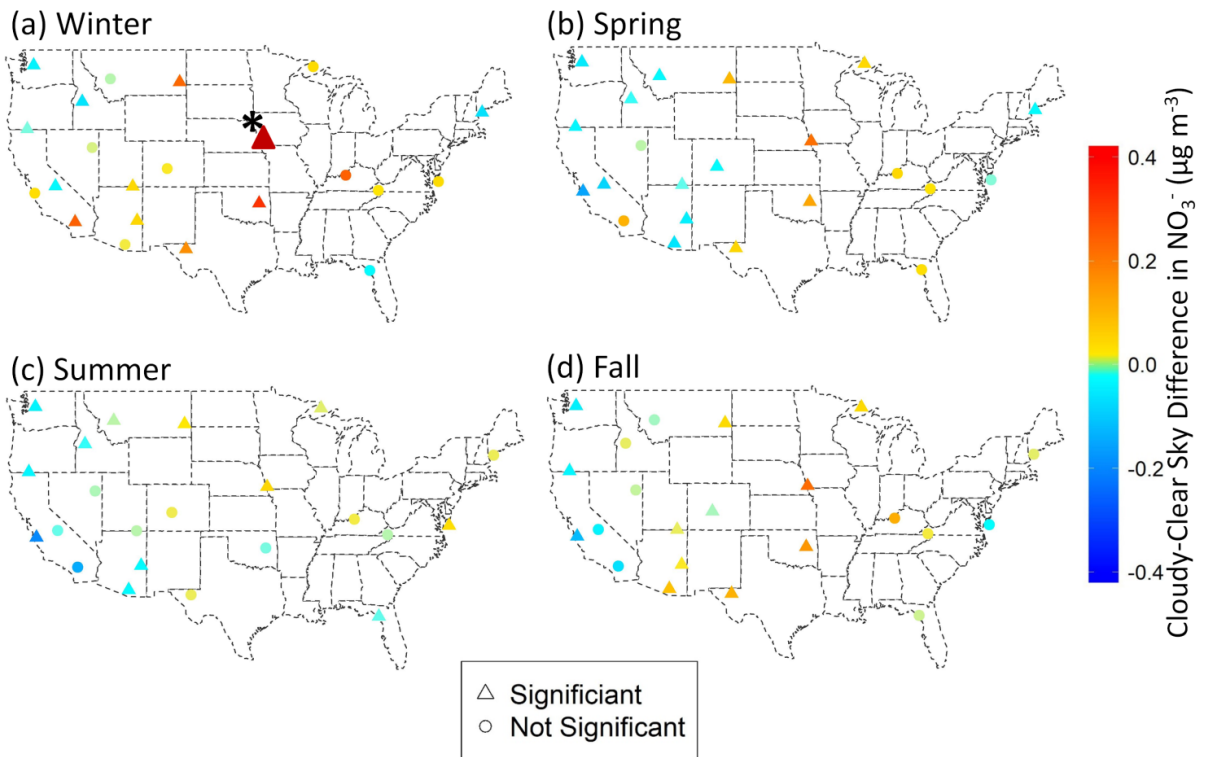 (a) Winter
(b) Spring
*
(c) Summer
(d) Fall
0.4
0.2
0.0
-0.2
-0.4
Cloudy-Clear Sky Difference in NO₃⁻ (µg m⁻³)
Significiant
Not Significant